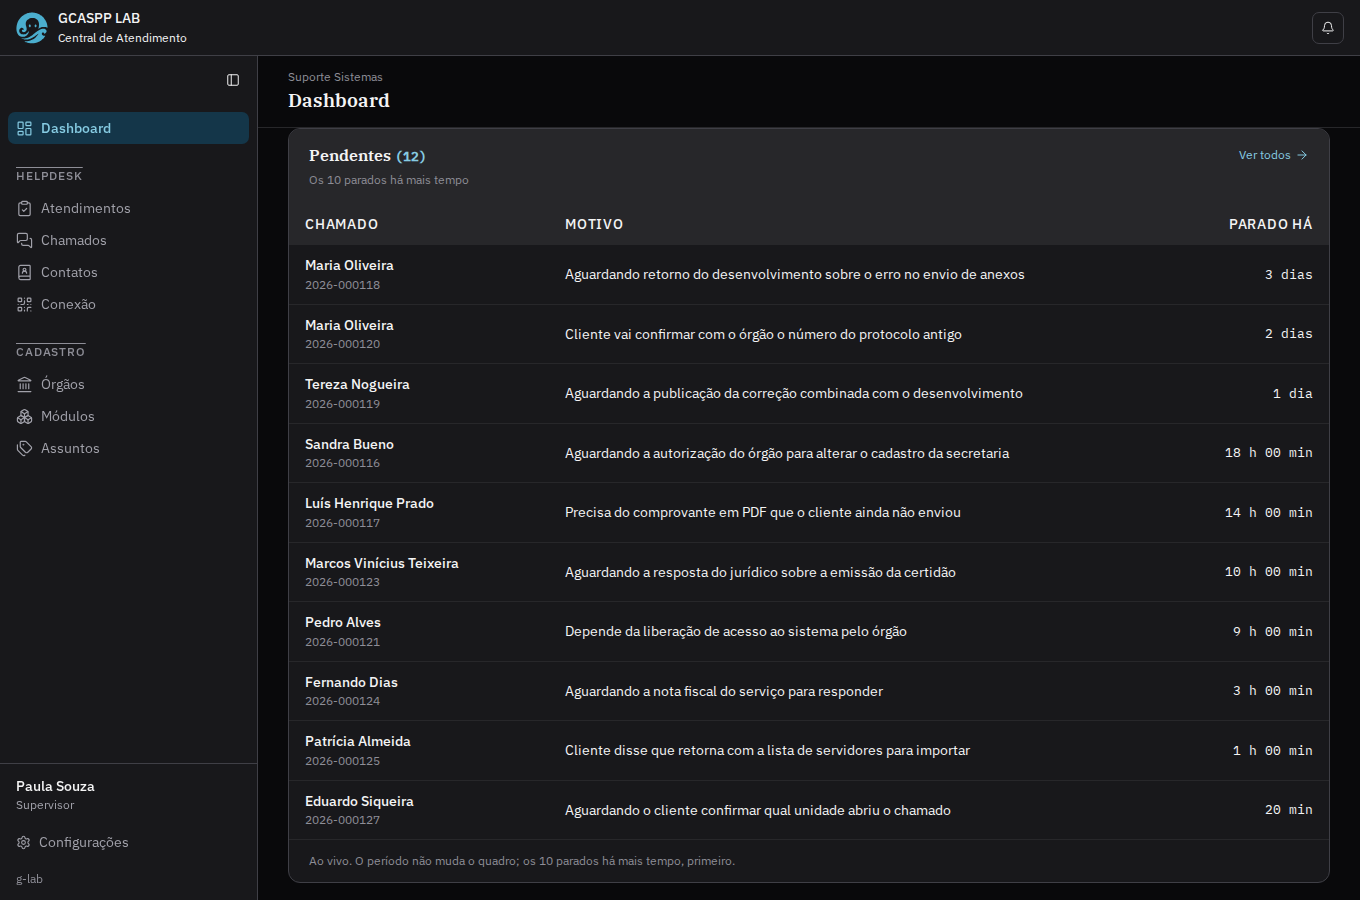 GCASPP LAB
Central de Atendimento
Suporte Sistemas
Dashboard
Dashboard
HELPDESK
Atendimentos
Chamados
Contatos
Conexão
CADASTRO
Órgãos
Módulos
Assuntos
Paula Souza
Supervisor
Configurações
g-lab
Pendentes (12)
Ver todos →
Os 10 parados há mais tempo
CHAMADO MOTIVO PARADO HÁ
Maria Oliveira
2026-000118
Aguardando retorno do desenvolvimento sobre o erro no envio de anexos
3 dias
Maria Oliveira
2026-000120
Cliente vai confirmar com o órgão o número do protocolo antigo
2 dias
Tereza Nogueira
2026-000119
Aguardando a publicação da correção combinada com o desenvolvimento
1 dia
Sandra Bueno
2026-000116
Aguardando a autorização do órgão para alterar o cadastro da secretaria
18 h 00 min
Luís Henrique Prado
2026-000117
Precisa do comprovante em PDF que o cliente ainda não enviou
14 h 00 min
Marcos Vinícius Teixeira
2026-000123
Aguardando a resposta do jurídico sobre a emissão da certidão
10 h 00 min
Pedro Alves
2026-000121
Depende da liberação de acesso ao sistema pelo órgão
9 h 00 min
Fernando Dias
2026-000124
Aguardando a nota fiscal do serviço para responder
3 h 00 min
Patrícia Almeida
2026-000125
Cliente disse que retorna com a lista de servidores para importar
1 h 00 min
Eduardo Siqueira
2026-000127
Aguardando o cliente confirmar qual unidade abriu o chamado
20 min
Ao vivo. O período não muda o quadro; os 10 parados há mais tempo, primeiro.